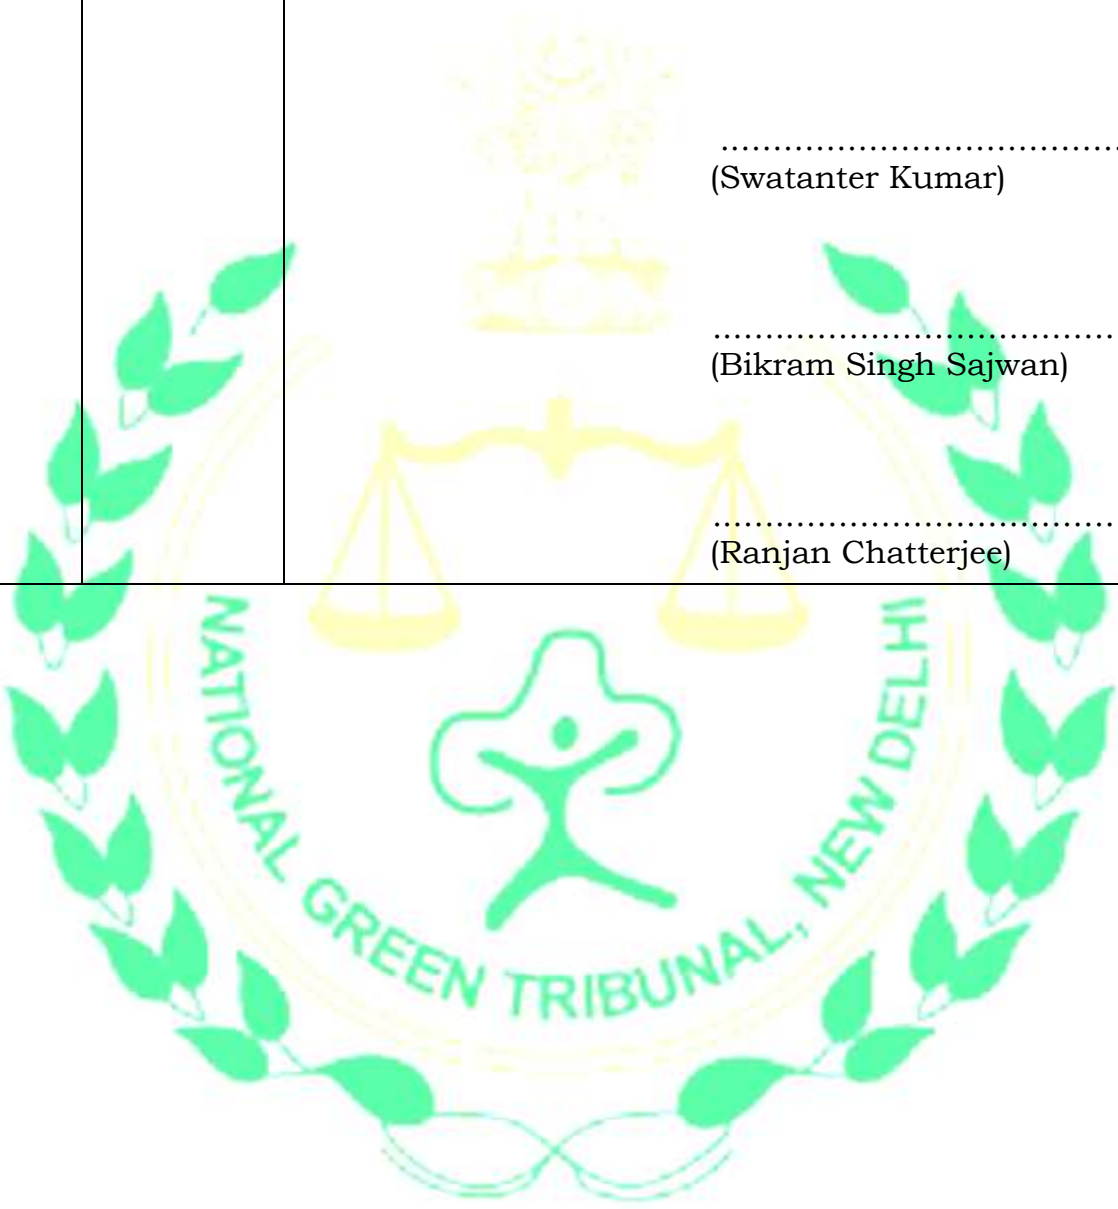 ……………………………………
(Swatanter Kumar)
……………………………………
(Bikram Singh Sajwan)
……………………………………
(Ranjan Chatterjee)
NATIONAL GREEN TRIBUNAL, NEW DELHI